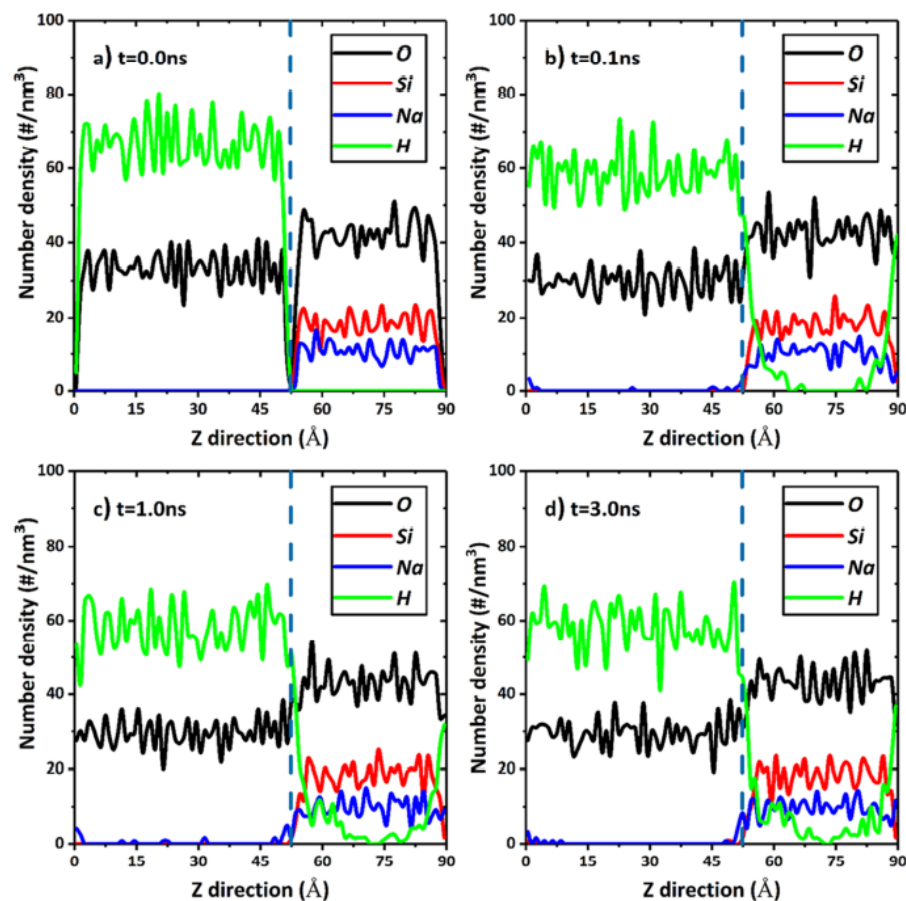 a) t=0.0ns
O
Si
Na
H
Number density (#/nm³)
100
80
60
40
20
0
0 15 30 45 60 75 90
Z direction (Å)
b) t=0.1ns
O
Si
Na
H
Number density (#/nm³)
100
80
60
40
20
0
0 15 30 45 60 75 90
Z direction (Å)
c) t=1.0ns
O
Si
Na
H
Number density (#/nm³)
100
80
60
40
20
0
0 15 30 45 60 75 90
Z direction (Å)
d) t=3.0ns
O
Si
Na
H
Number density (#/nm³)
100
80
60
40
20
0
0 15 30 45 60 75 90
Z direction (Å)